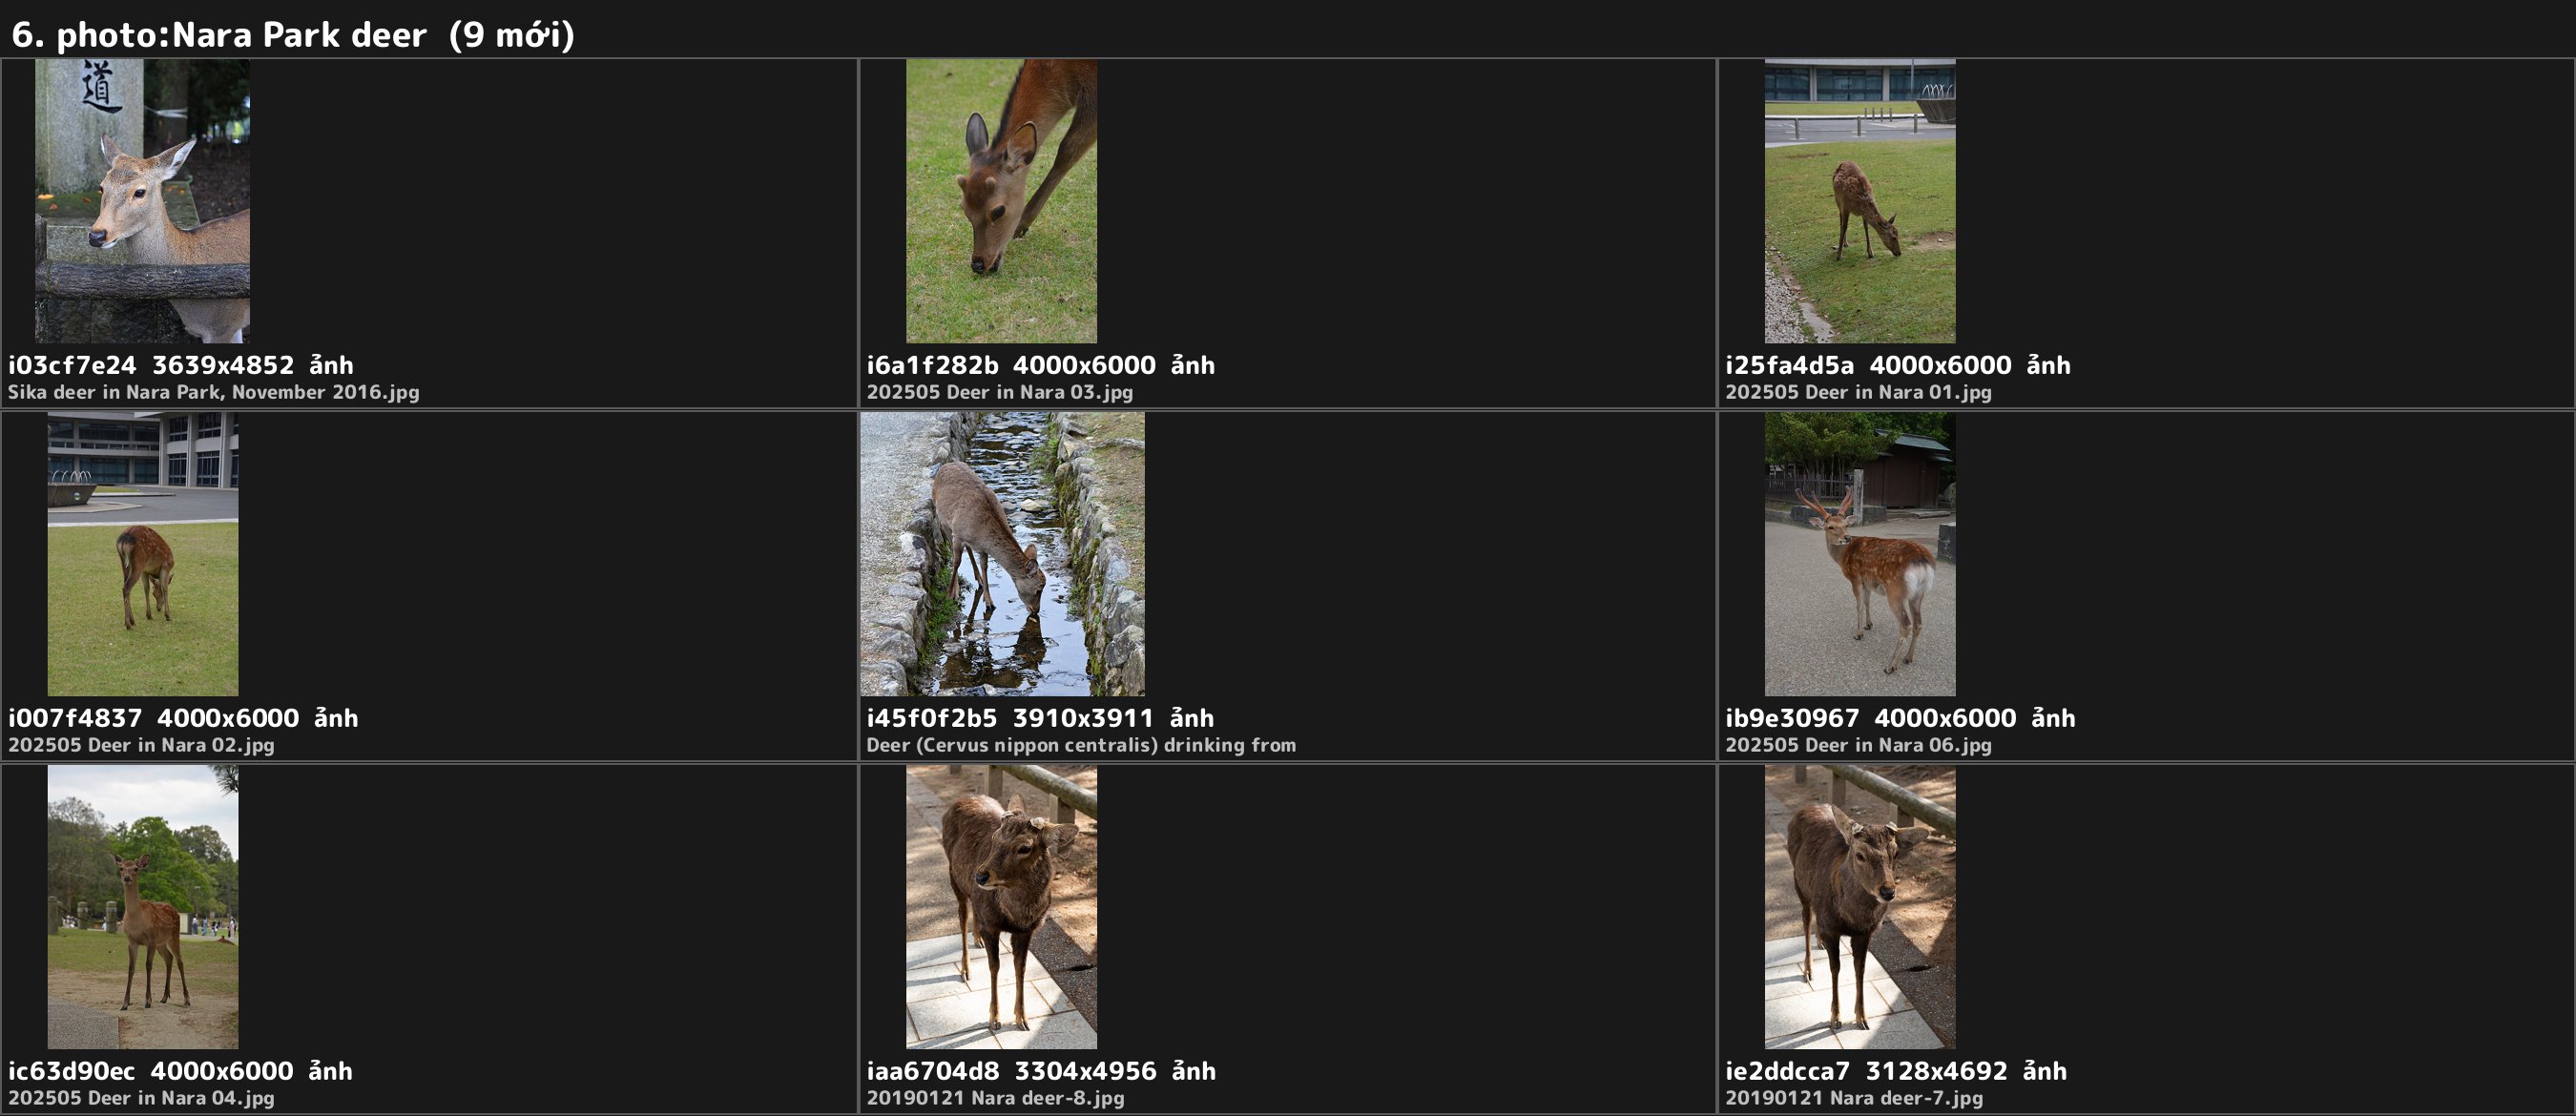 6. photo:Nara Park deer (9 mới)
道
i03cf7e24 3639x4852 ảnh
Sika deer in Nara Park, November 2016.jpg
i6a1f282b 4000x6000 ảnh
202505 Deer in Nara 03.jpg
i25fa4d5a 4000x6000 ảnh
202505 Deer in Nara 01.jpg
i007f4837 4000x6000 ảnh
202505 Deer in Nara 02.jpg
i45f0f2b5 3910x3911 ảnh
Deer (Cervus nippon centralis) drinking from
ib9e30967 4000x6000 ảnh
202505 Deer in Nara 06.jpg
ic63d90ec 4000x6000 ảnh
202505 Deer in Nara 04.jpg
iaa6704d8 3304x4956 ảnh
20190121 Nara deer-8.jpg
ie2ddcca7 3128x4692 ảnh
20190121 Nara deer-7.jpg